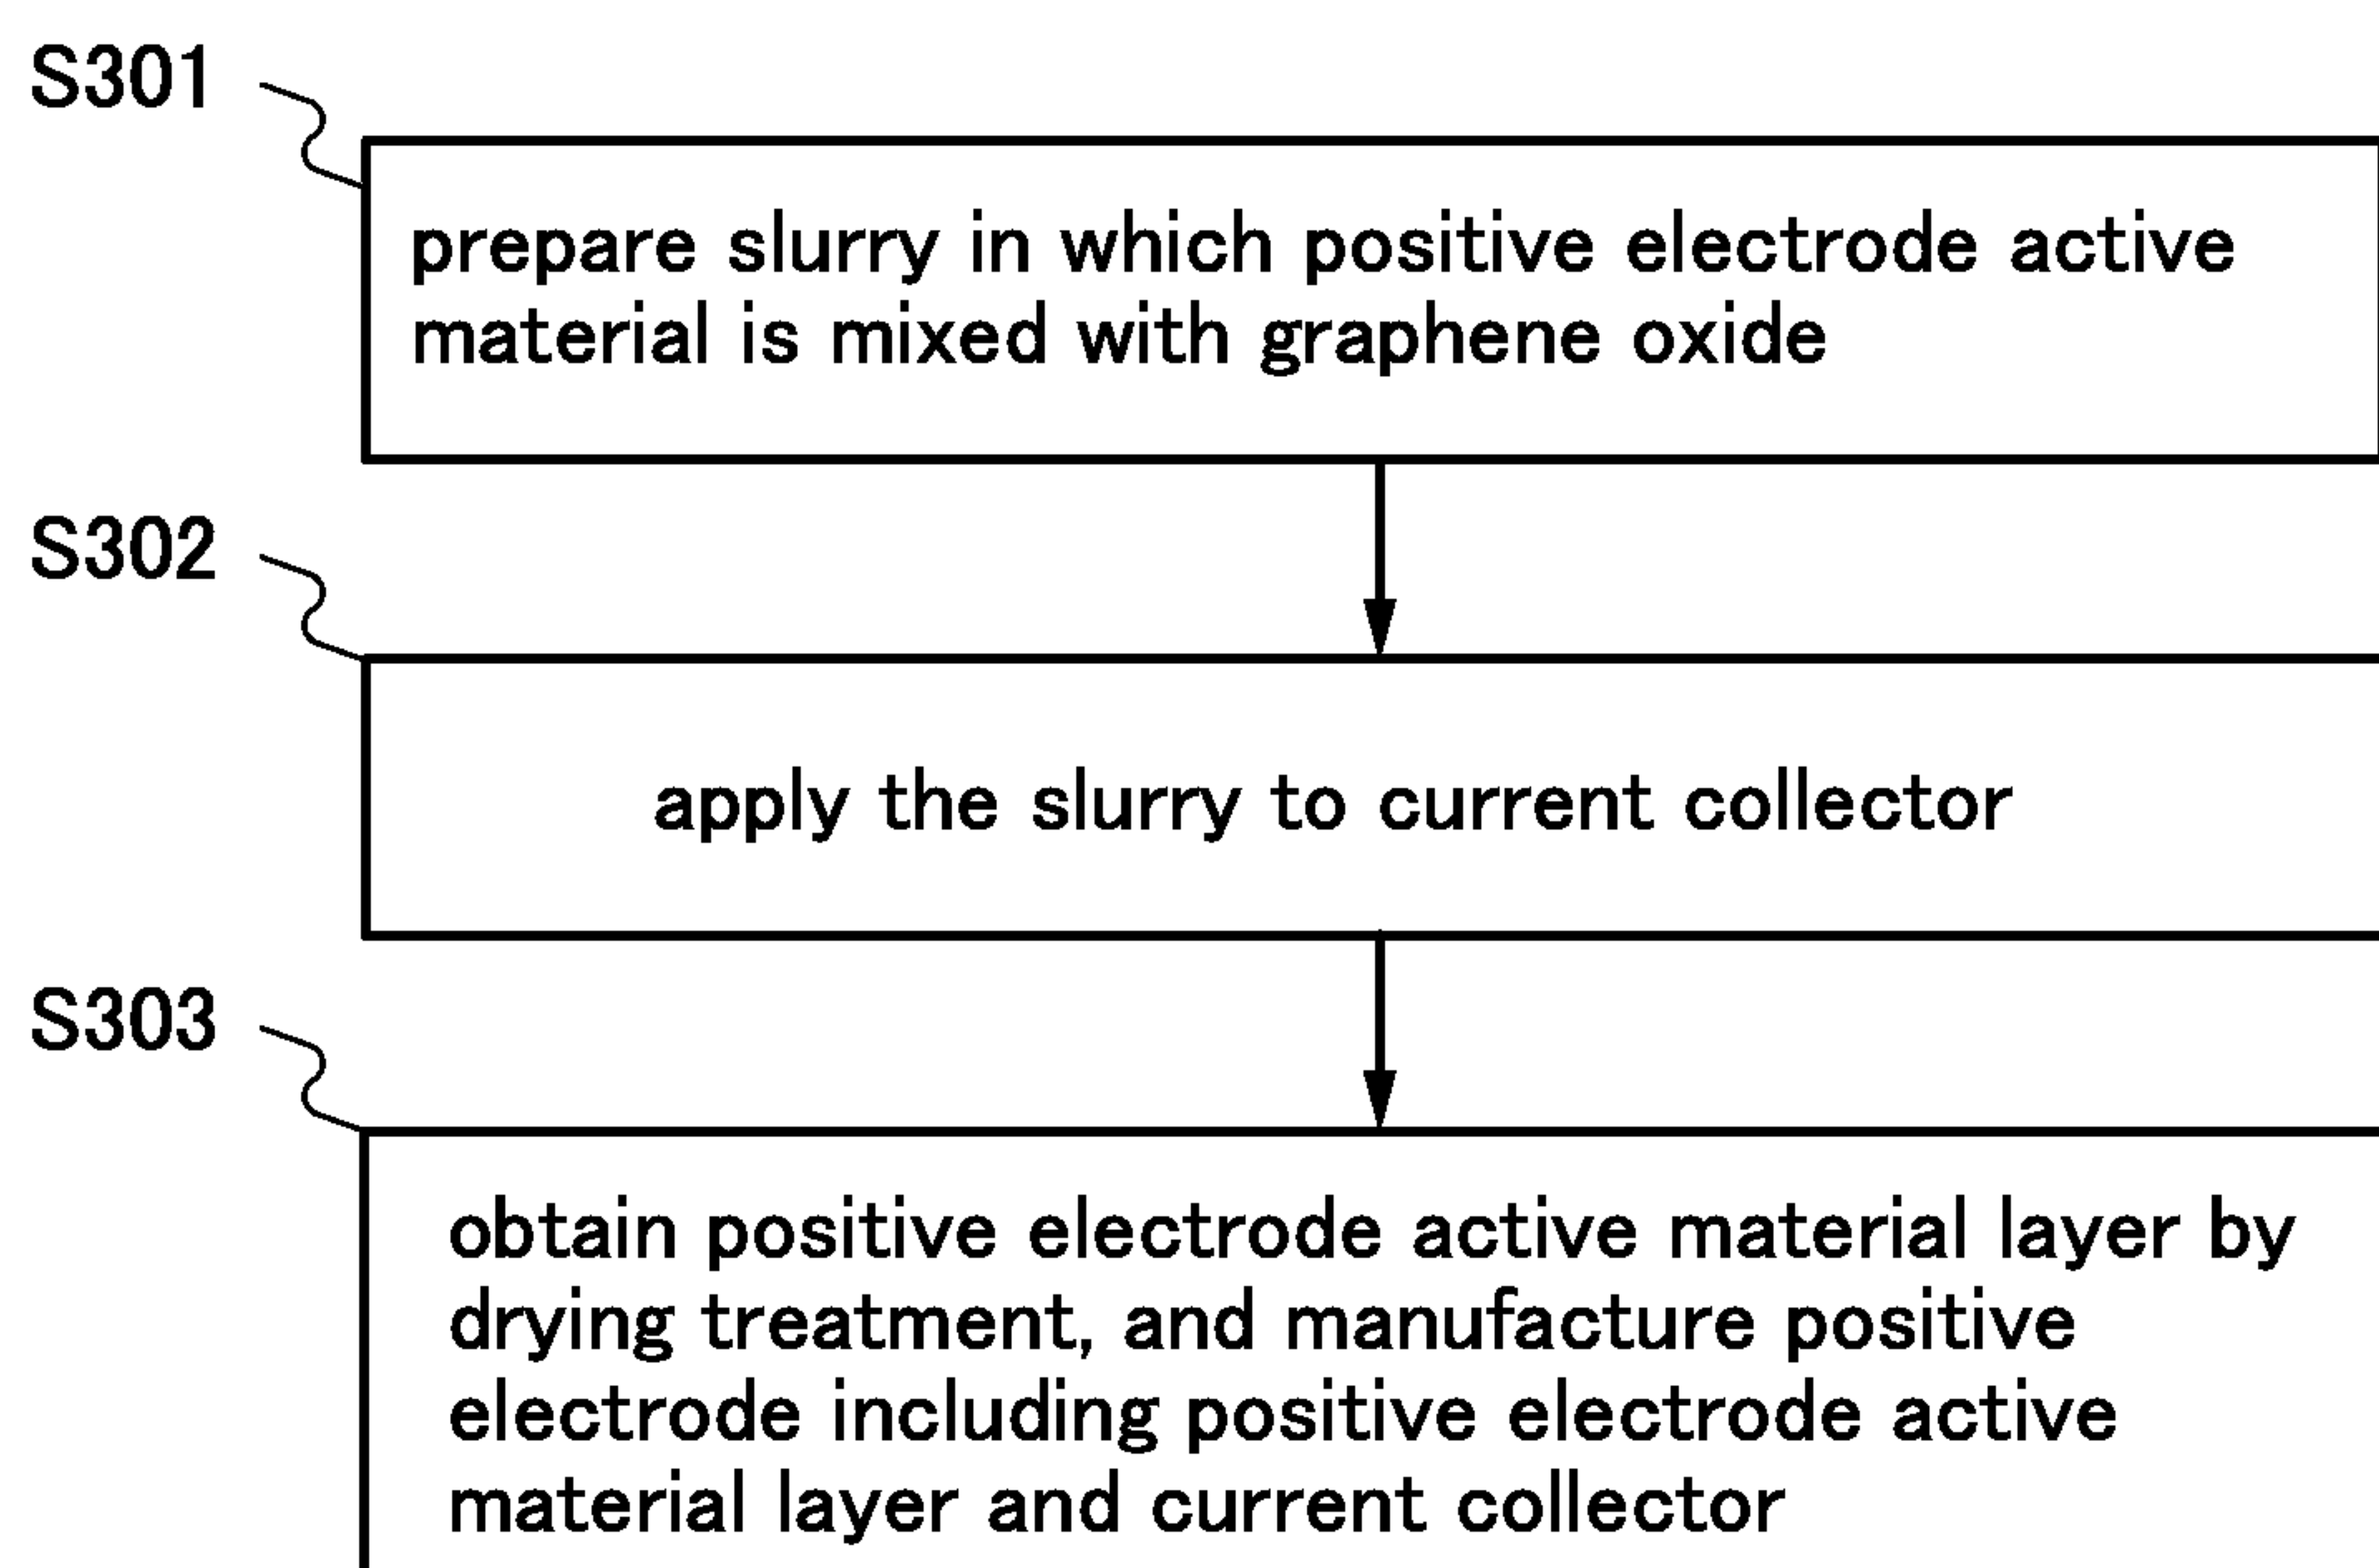 S301
prepare slurry in which positive electrode active
material is mixed with graphene oxide
S302
apply the slurry to current collector
S303
obtain positive electrode active material layer by
drying treatment, and manufacture positive
electrode including positive electrode active
material layer and current collector